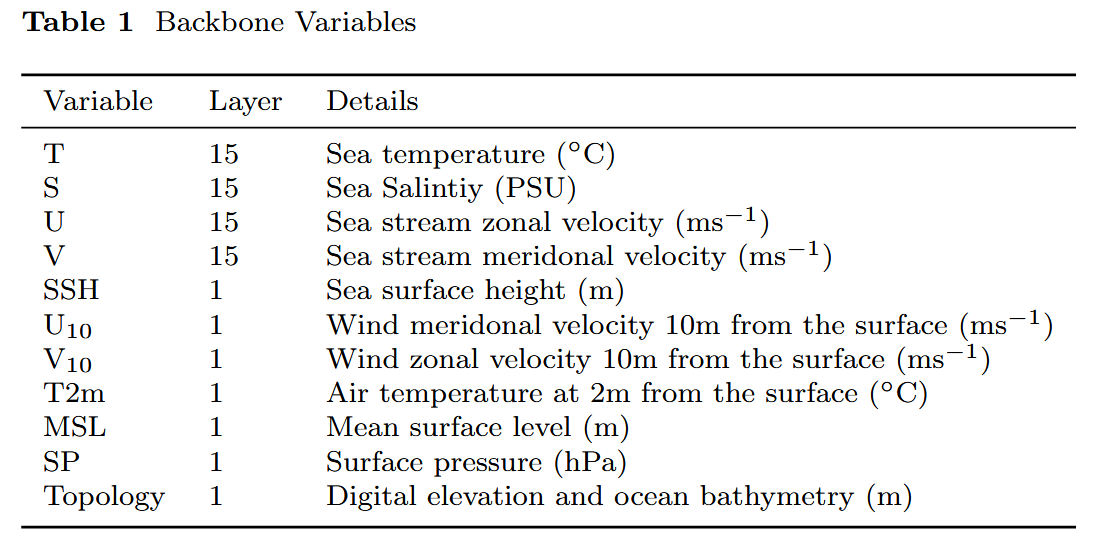 Table 1 Backbone Variables
Variable Layer Details
T 15 Sea temperature (°C)
S 15 Sea Salintiy (PSU)
U 15 Sea stream zonal velocity (ms⁻¹)
V 15 Sea stream meridonal velocity (ms⁻¹)
SSH 1 Sea surface height (m)
U₁₀ 1 Wind meridonal velocity 10m from the surface (ms⁻¹)
V₁₀ 1 Wind zonal velocity 10m from the surface (ms⁻¹)
T2m 1 Air temperature at 2m from the surface (°C)
MSL 1 Mean surface level (m)
SP 1 Surface pressure (hPa)
Topology 1 Digital elevation and ocean bathymetry (m)